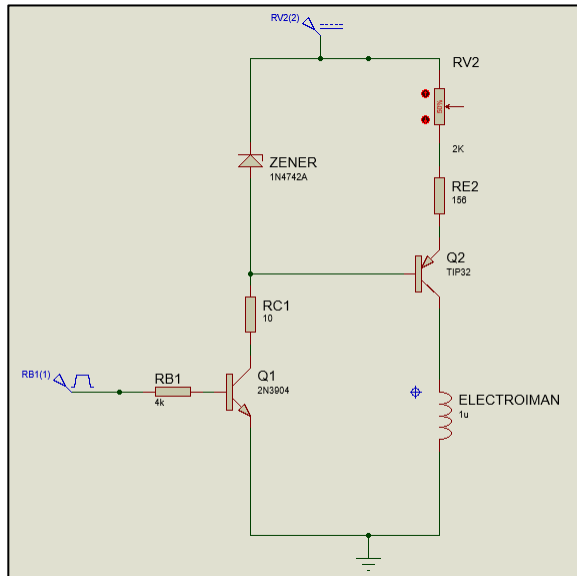 RV2(2)
RV2
50%
2K
ZENER
1N4742A
RE2
156
Q2
TIP32
RC1
10
RB1(1)
RB1
4k
Q1
2N3904
ELECTROIMAN
1u